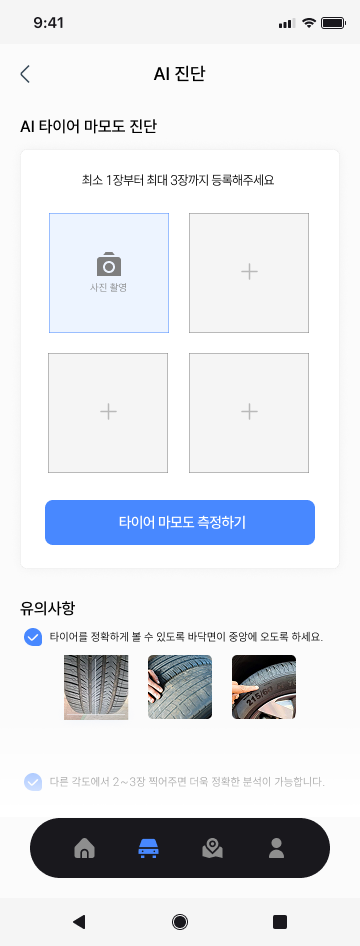 9:41
AI 진단
AI 타이어 마모도 진단
최소 1장부터 최대 3장까지 등록해주세요
사진 촬영
타이어 마모도 측정하기
유의사항
타이어를 정확하게 볼 수 있도록 바닥면이 중앙에 오도록 하세요.
다른 각도에서 2~3장 찍어주면 더욱 정확한 분석이 가능합니다.